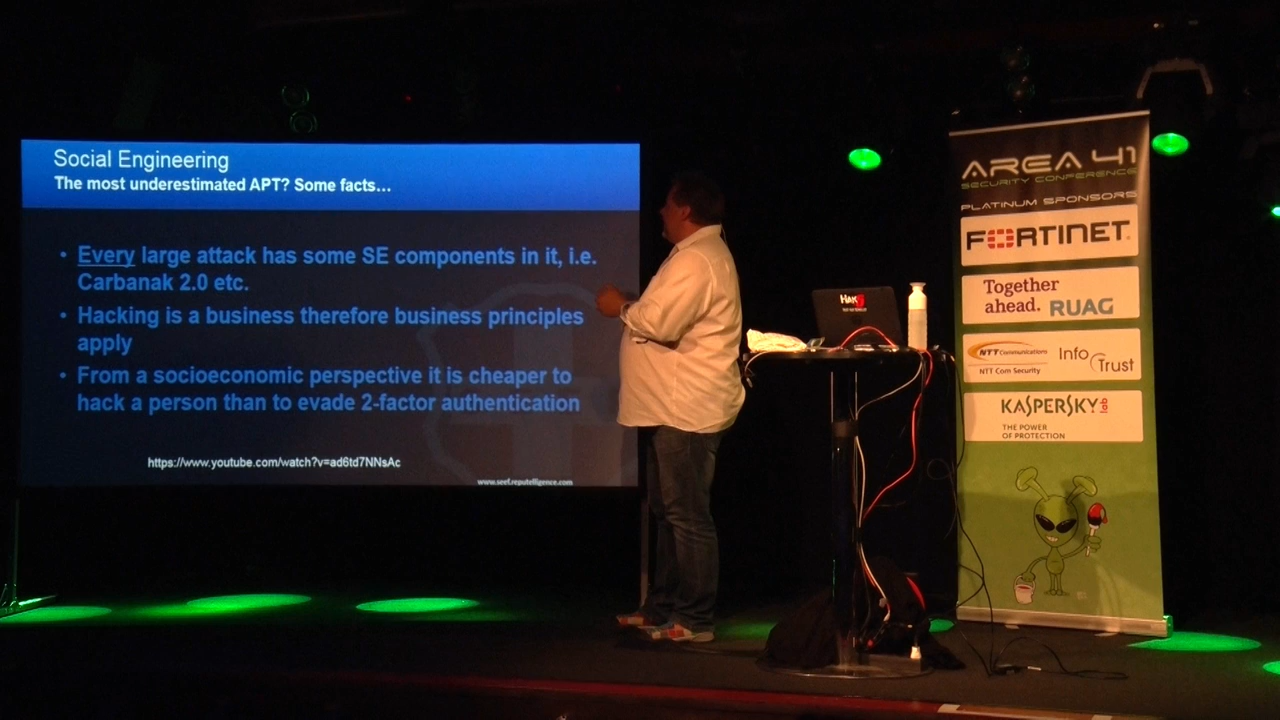 Social Engineering
The most underestimated APT? Some facts…
• Every large attack has some SE components in it, i.e.
Carbanak 2.0 etc.
• Hacking is a business therefore business principles
apply
• From a socioeconomic perspective it is cheaper to
hack a person than to evade 2-factor authentication
https://www.youtube.com/watch?v=ad6td7NNsAc
www.seef.reputelligence.com
HAK5
AREA 41
SECURITY CONFERENCE
PLATINUM SPONSORS
FORTINET
Together
ahead. RUAG
NTT Communications
NTT Com Security
Info
Trust
KASPERSKY lab
THE POWER
OF PROTECTION